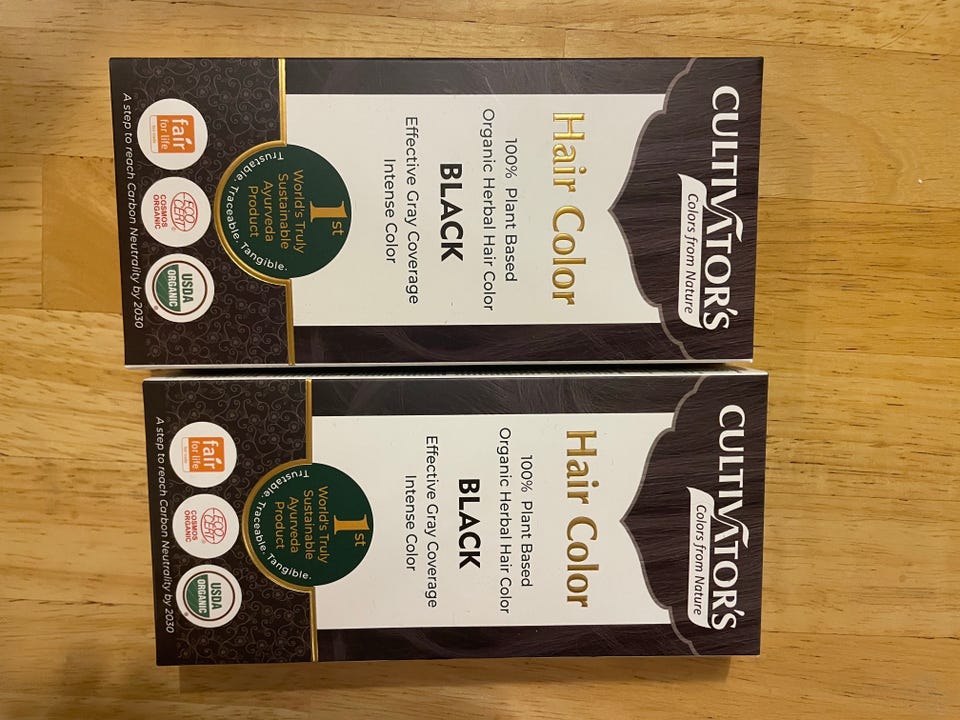 CULTIVATOR'S
Colors from Nature
Hair Color
100% Plant Based
Organic Herbal Hair Color
BLACK
Effective Gray Coverage
Intense Color
1st
World's Truly
Sustainable
Ayurveda
Product
Trustable. Traceable. Tangible.
fair
for life
ECO
CERT
COSMOS
ORGANIC
USDA
ORGANIC
A step to reach Carbon Neutrality by 2030
CULTIVATOR'S
Colors from Nature
Hair Color
100% Plant Based
Organic Herbal Hair Color
BLACK
Effective Gray Coverage
Intense Color
1st
World's Truly
Sustainable
Ayurveda
Product
Trustable. Traceable. Tangible.
fair
for life
ECO
CERT
COSMOS
ORGANIC
USDA
ORGANIC
A step to reach Carbon Neutrality by 2030